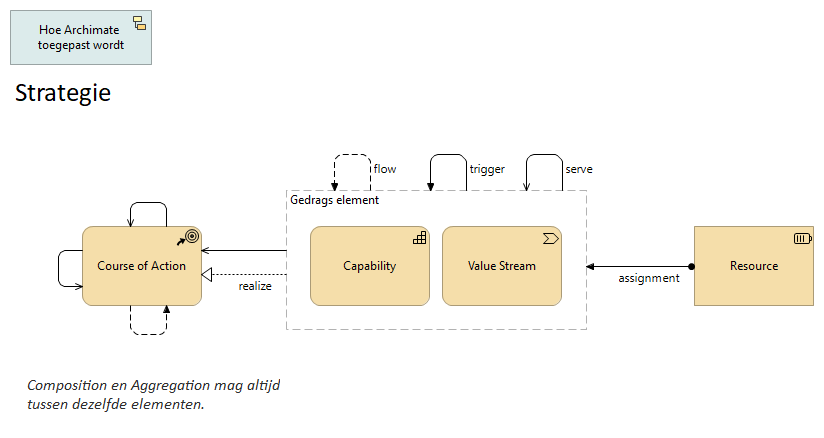 Hoe Archimate
toegepast wordt
Strategie
flow
trigger
serve
Gedrags element
Course of Action
Capability
Value Stream
Resource
realize
assignment
Composition en Aggregation mag altijd
tussen dezelfde elementen.